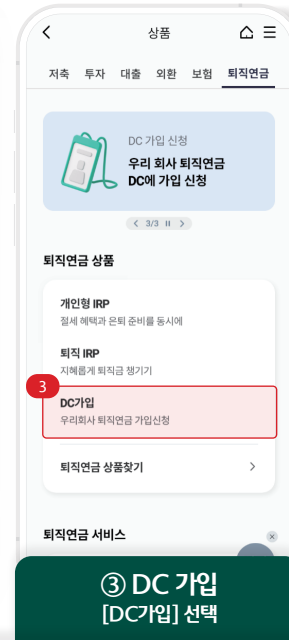 상품
저축 투자 대출 외환 보험 퇴직연금
DC 가입 신청
우리 회사 퇴직연금
DC에 가입 신청
3/3
퇴직연금 상품
개인형 IRP
절세 혜택과 은퇴 준비를 동시에
퇴직 IRP
지혜롭게 퇴직금 챙기기
3
DC가입
우리회사 퇴직연금 가입신청
퇴직연금 상품찾기
퇴직연금 서비스
③ DC 가입
[DC가입] 선택